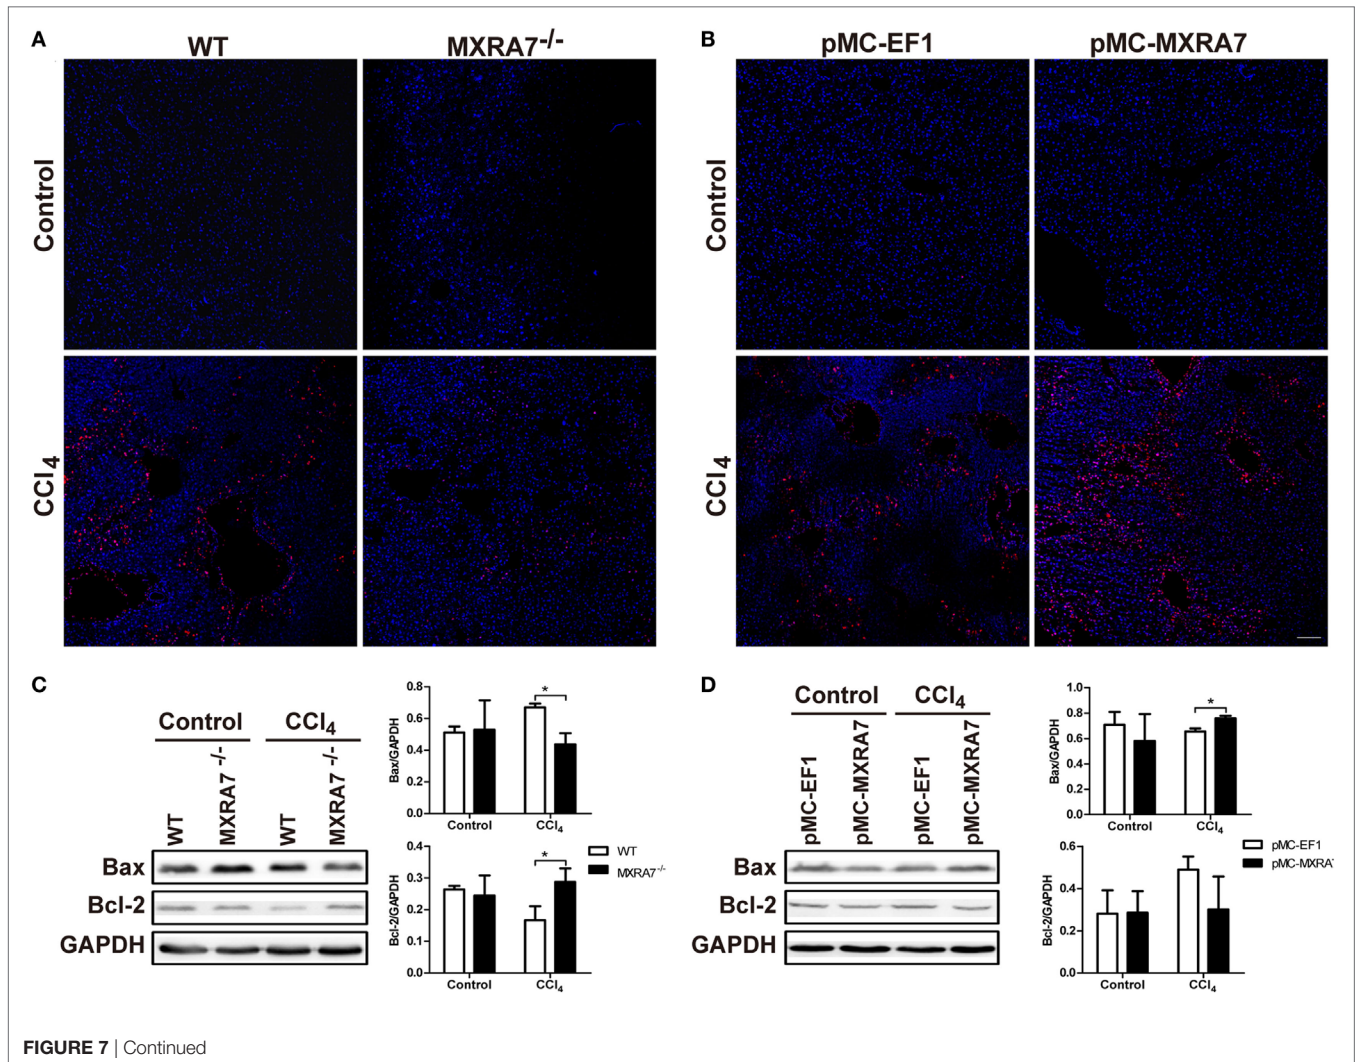 A
WT
MXRA7-/-
B
pMC-EF1
pMC-MXRA7
Control
CCl4
Control
CCl4
C
Control
CCl4
WT
MXRA7 -/-
WT
MXRA7 -/-
Bax
Bcl-2
GAPDH
Bax/GAPDH
0.8
0.6
0.4
0.2
0.0
Control
CCl4
*
Bcl-2/GAPDH
0.4
0.3
0.2
0.1
0.0
Control
CCl4
*
WT
MXRA7-/-
D
Control
CCl4
pMC-EF1
pMC-MXRA7
pMC-EF1
pMC-MXRA7
Bax
Bcl-2
GAPDH
Bax/GAPDH
1.0
0.8
0.6
0.4
0.2
0.0
Control
CCl4
*
Bcl-2/GAPDH
0.6
0.4
0.2
0.0
Control
CCl4
pMC-EF1
pMC-MXRA
FIGURE 7 | Continued